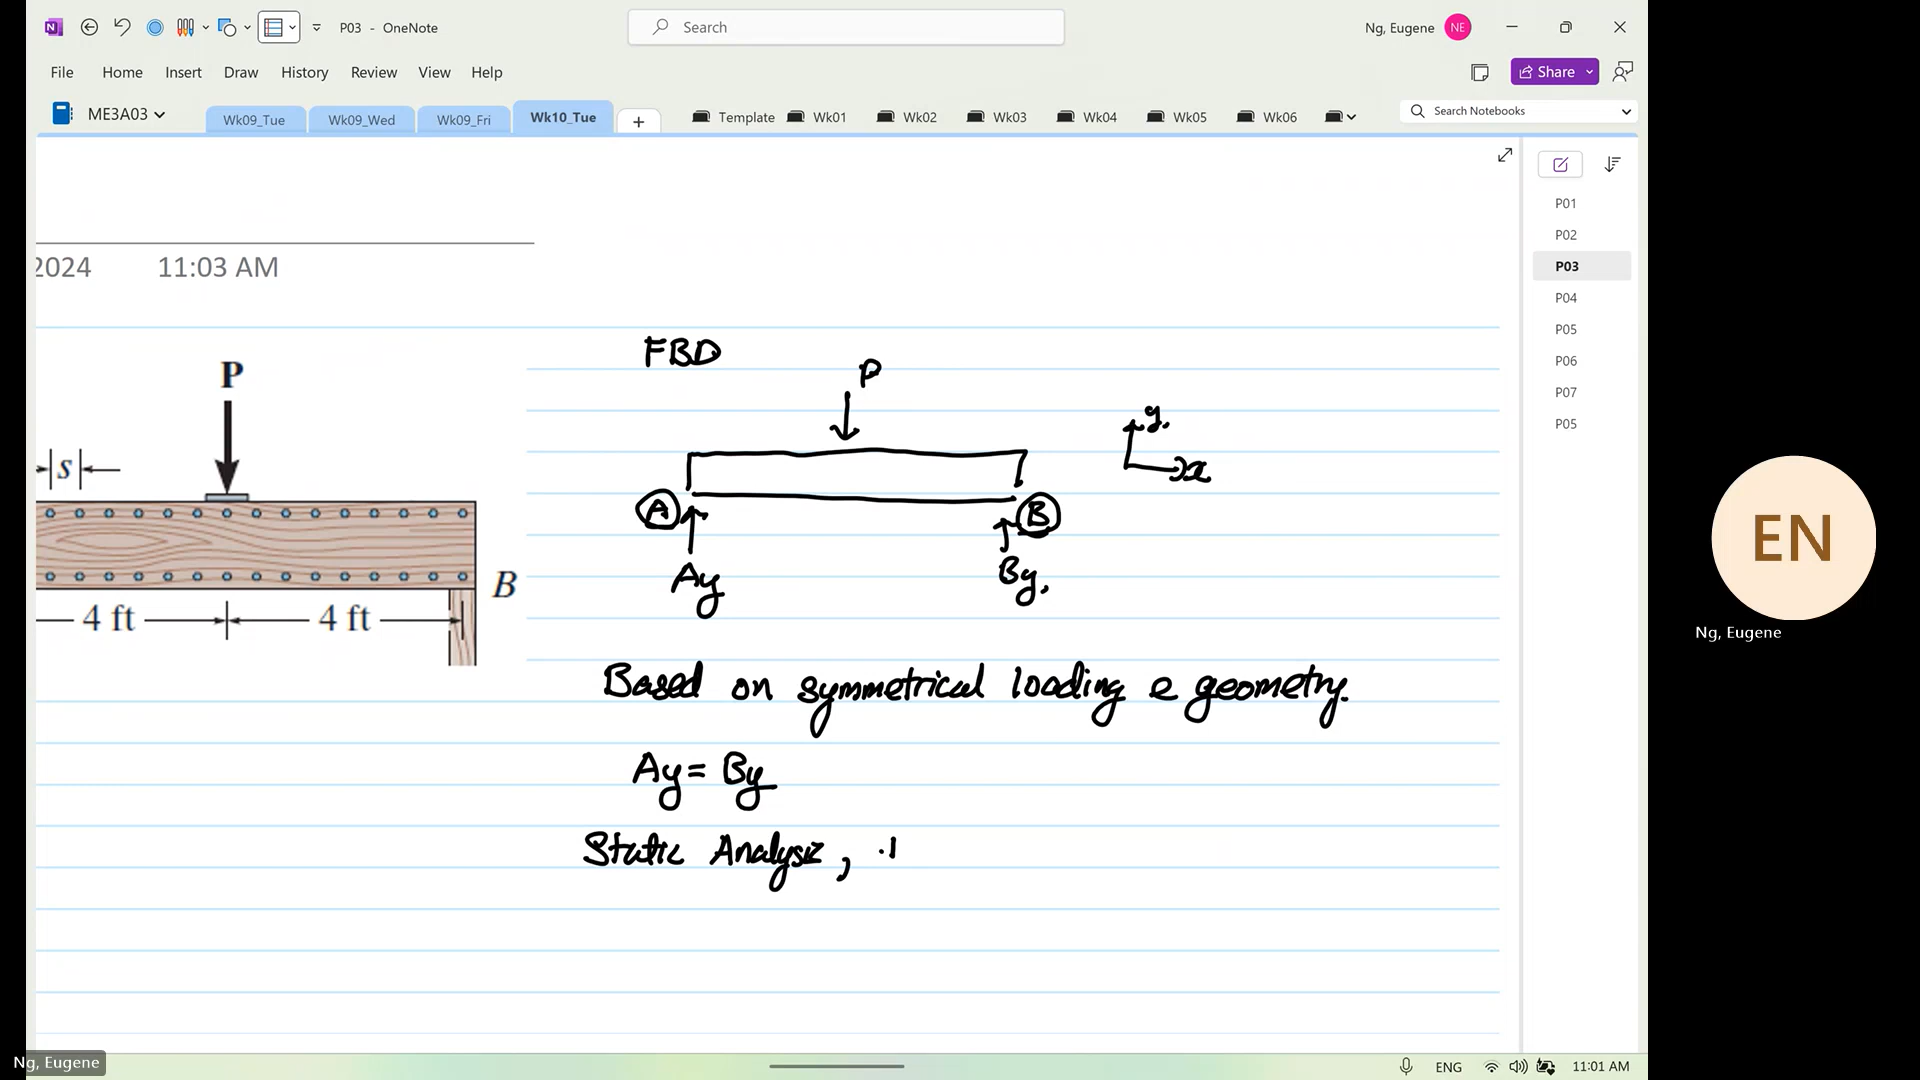 P03 - OneNote
Search
Ng, Eugene
NE
File Home Insert Draw History Review View Help
Share
ME3A03
Wk09_Tue
Wk09_Wed
Wk09_Fri
Wk10_Tue
+
Template
Wk01
Wk02
Wk03
Wk04
Wk05
Wk06
Search Notebooks
2024 11:03 AM
P01
P02
P03
P04
P05
P06
P07
P05
P
s
B
4 ft
4 ft
FBD
P
y
x
A
B
Ay
By
Based on symmetrical loading & geometry.
Ay = By
Static Analysis,
EN
Ng, Eugene
Ng, Eugene
ENG
11:01 AM